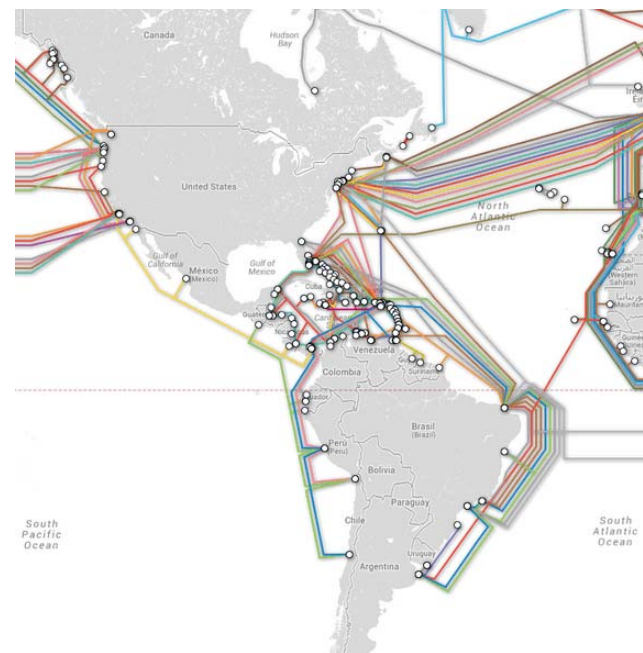 Canada
Hudson
Bay
United States
North
Atlantic
Ocean
Gulf of
California
Gulf of
Mexico
México
(Mexico)
Cuba
(Western
Sahara)
Venezuela
Colombia
Suriname
Brasil
(Brazil)
Perú
(Peru)
Bolivia
Paraguay
Chile
Uruguay
Argentina
South
Pacific
Ocean
South
Atlantic
Ocean